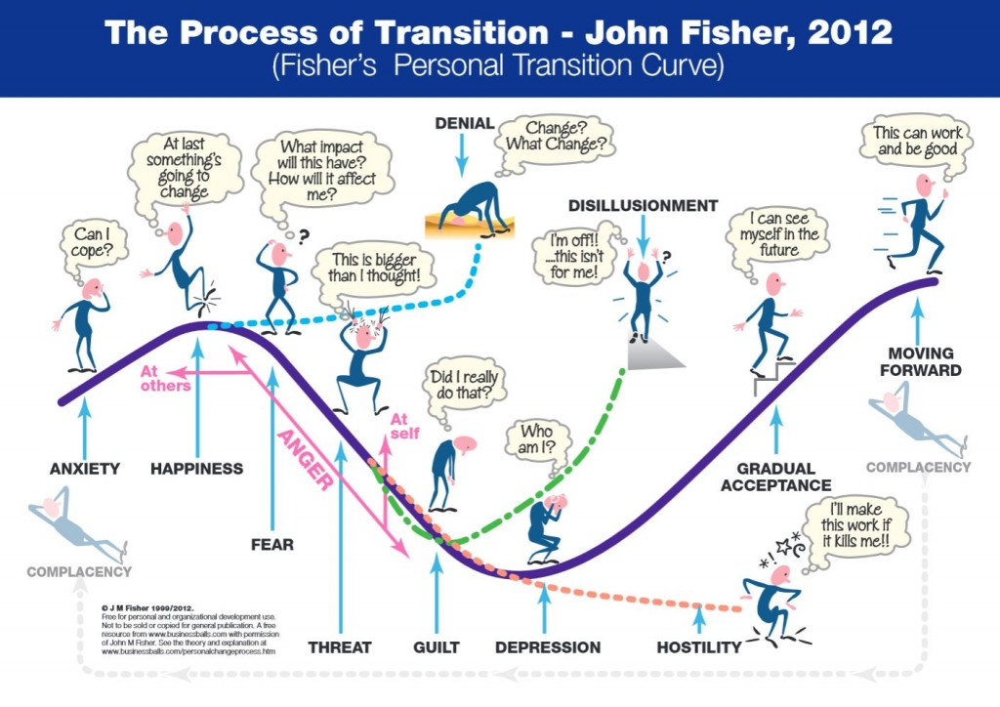 The Process of Transition - John Fisher, 2012
(Fisher's  Personal Transition Curve)
DENIAL
Change?
What Change?
This can work
and be good
At last
something's
going to
change
What impact
will this have?
How will it affect
me?
?
DISILLUSIONMENT
I'm off!!
....this isn't
for me!
?
I can see
myself in the
future
Can I
cope?
This is bigger
than I thought!
At
others
MOVING
FORWARD
Did I really
do that?
At
self
Who
am I?
ANGER
ANXIETY
HAPPINESS
GRADUAL
ACCEPTANCE
COMPLACENCY
I'll make
this work if
it kills me!!
FEAR
COMPLACENCY
*!
© J M Fisher 1999/2012.
Free for personal and organizational development use.
Not to be sold or copied for general publication. A free
resource from www.businessballs.com with permission
of John M Fisher. See the theory and explanation at
www.businessballs.com/personalchangeprocess.htm
THREAT
GUILT
DEPRESSION
HOSTILITY